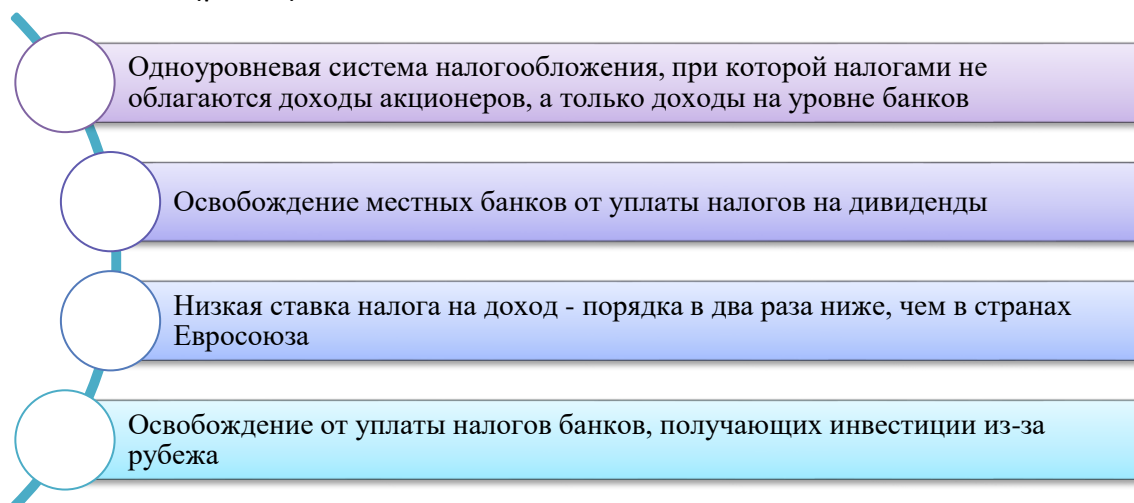 Одноуровневая система налогообложения, при которой налогами не
облагаются доходы акционеров, а только доходы на уровне банков
Освобождение местных банков от уплаты налогов на дивиденды
Низкая ставка налога на доход - порядка в два раза ниже, чем в странах
Евросоюза
Освобождение от уплаты налогов банков, получающих инвестиции из-за
рубежа